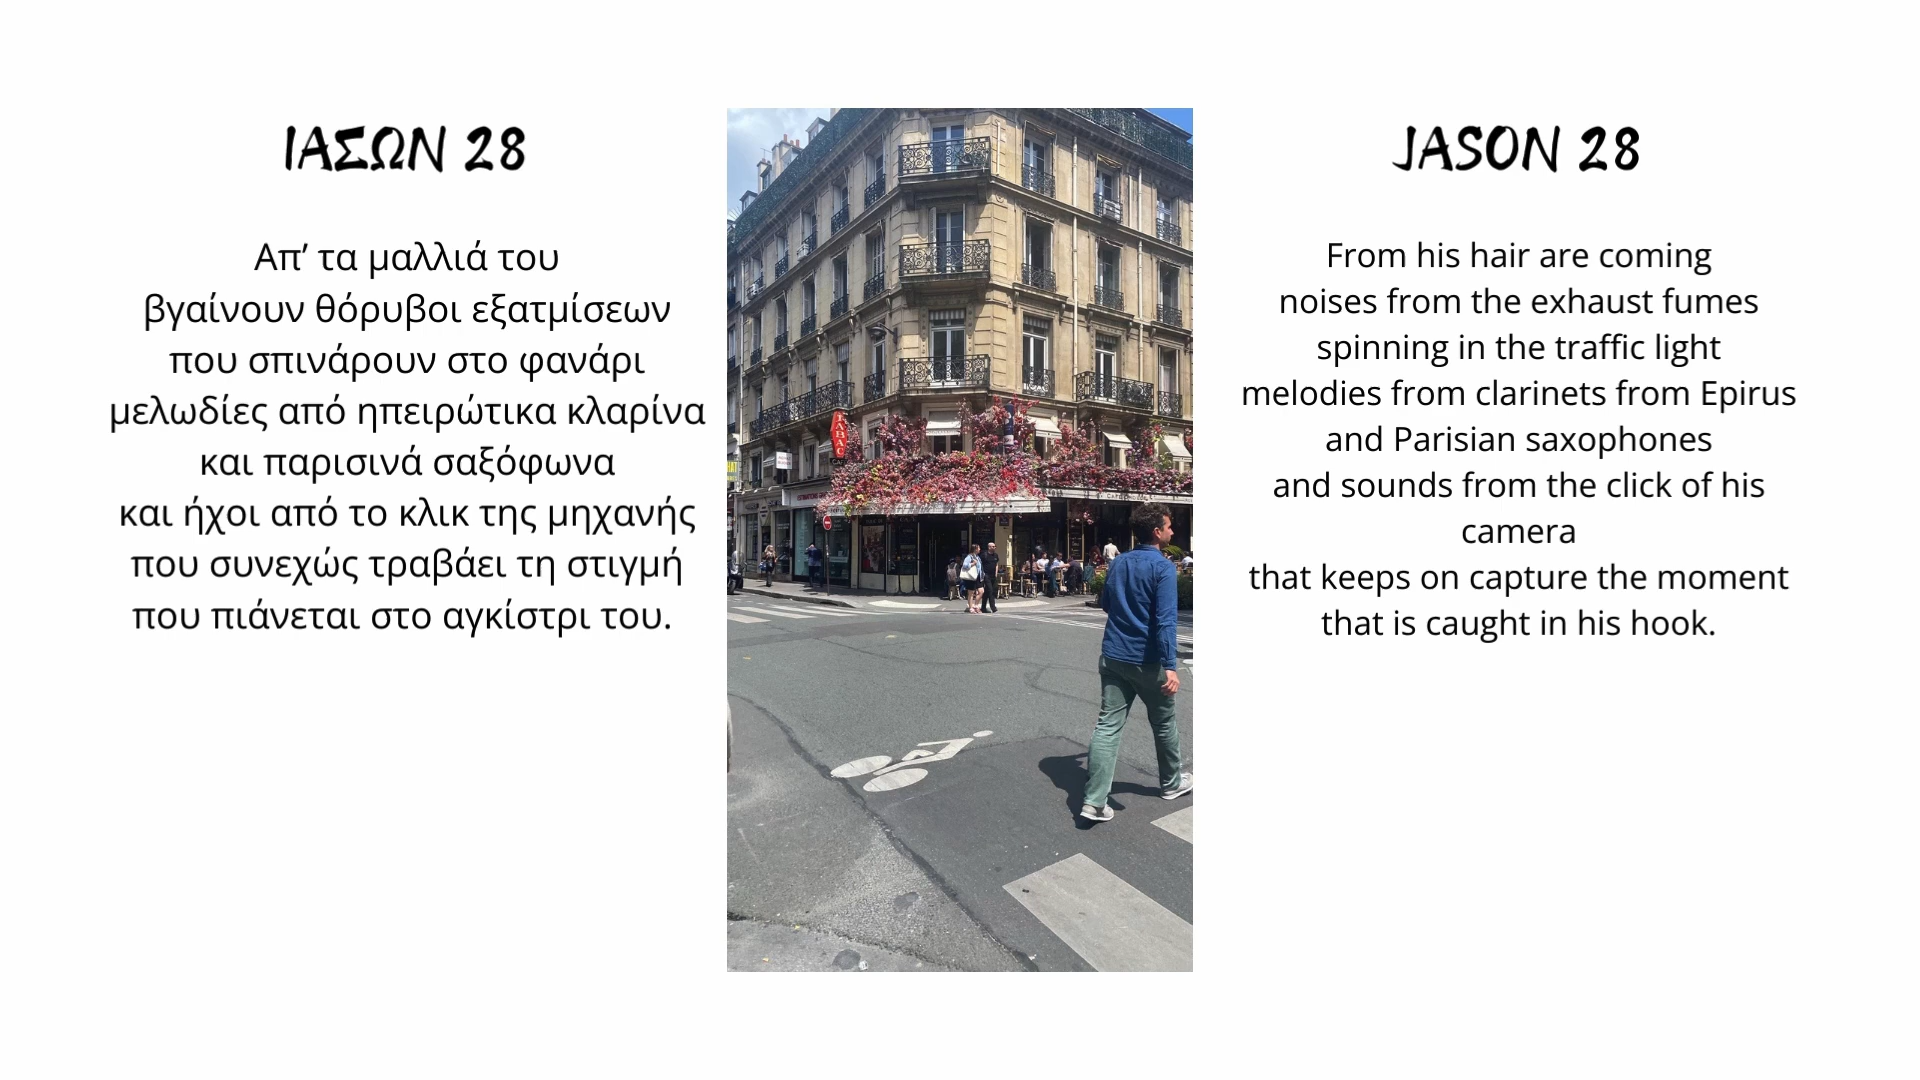 ΙΑΣΩΝ 28
Απ’ τα μαλλιά του
βγαίνουν θόρυβοι εξατμίσεων
που σπινάρουν στο φανάρι
μελωδίες από ηπειρώτικα κλαρίνα
και παρισινά σαξόφωνα
και ήχοι από το κλικ της μηχανής
που συνεχώς τραβάει τη στιγμή
που πιάνεται στο αγκίστρι του.
TABAC
JASON 28
From his hair are coming
noises from the exhaust fumes
spinning in the traffic light
melodies from clarinets from Epirus
and Parisian saxophones
and sounds from the click of his
camera
that keeps on capture the moment
that is caught in his hook.